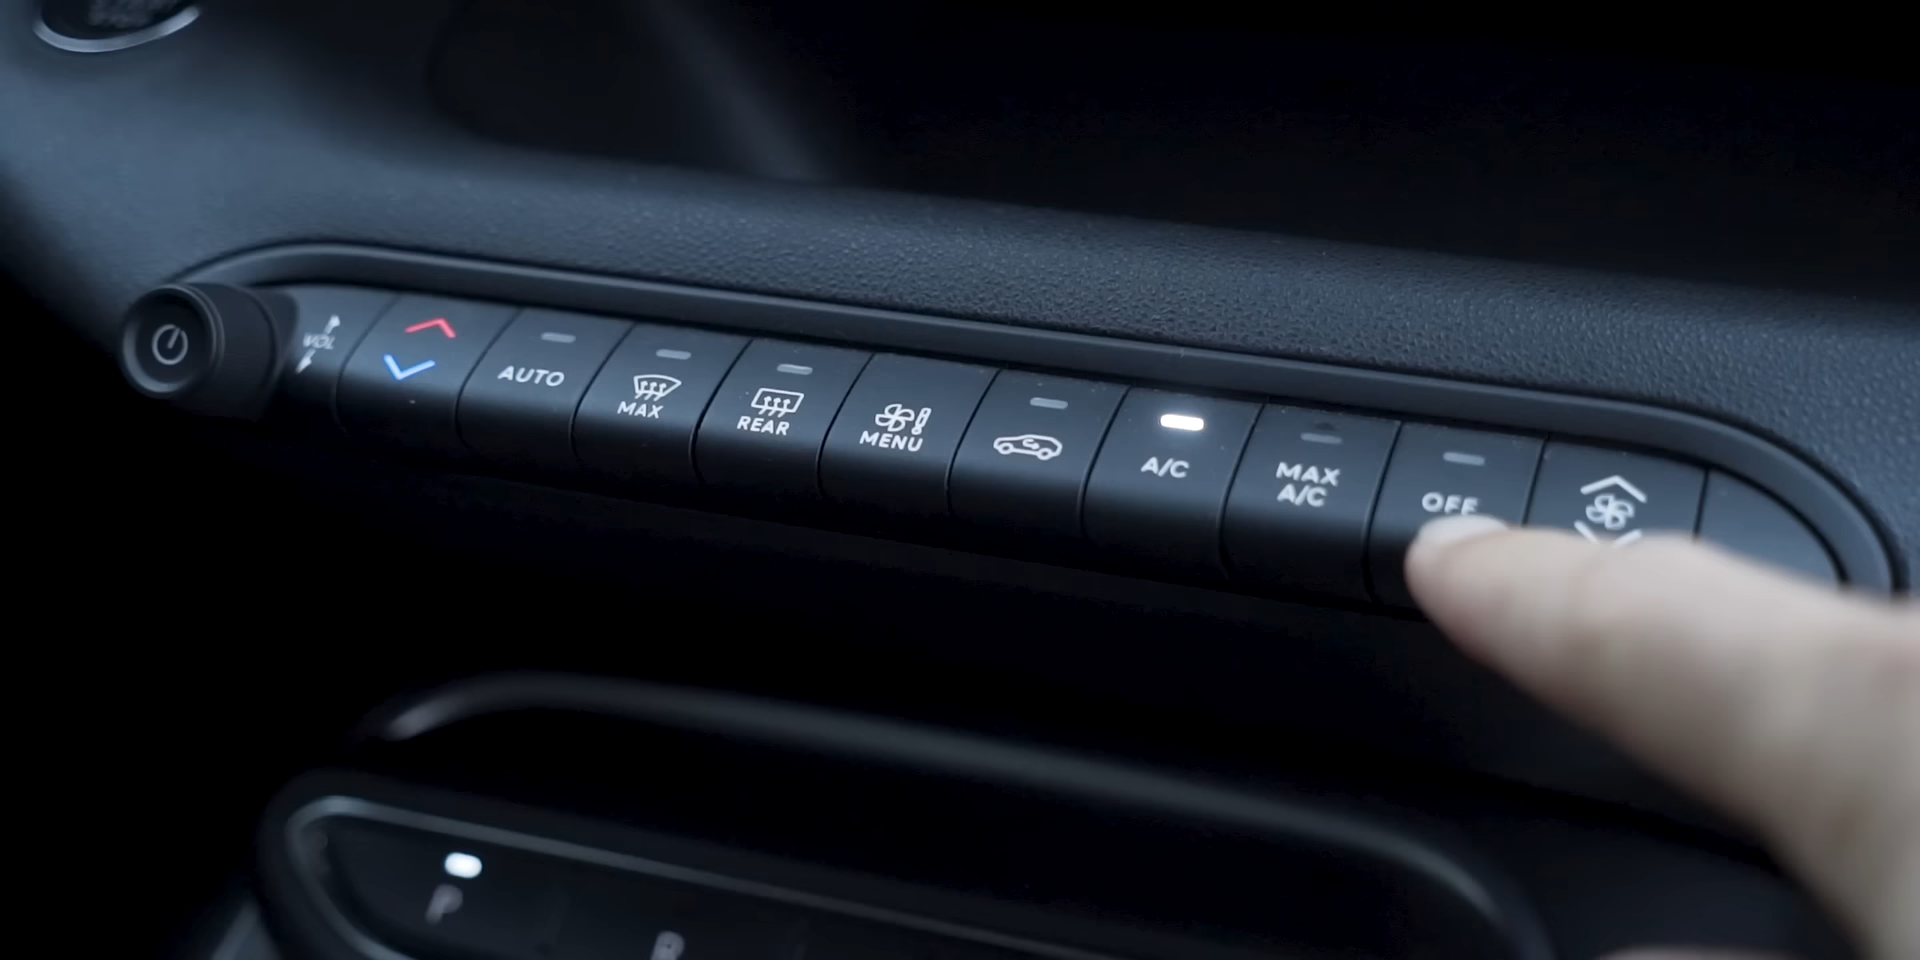 VOL
AUTO
MAX
REAR
MENU
A/C
MAX
A/C
OFF
P
R